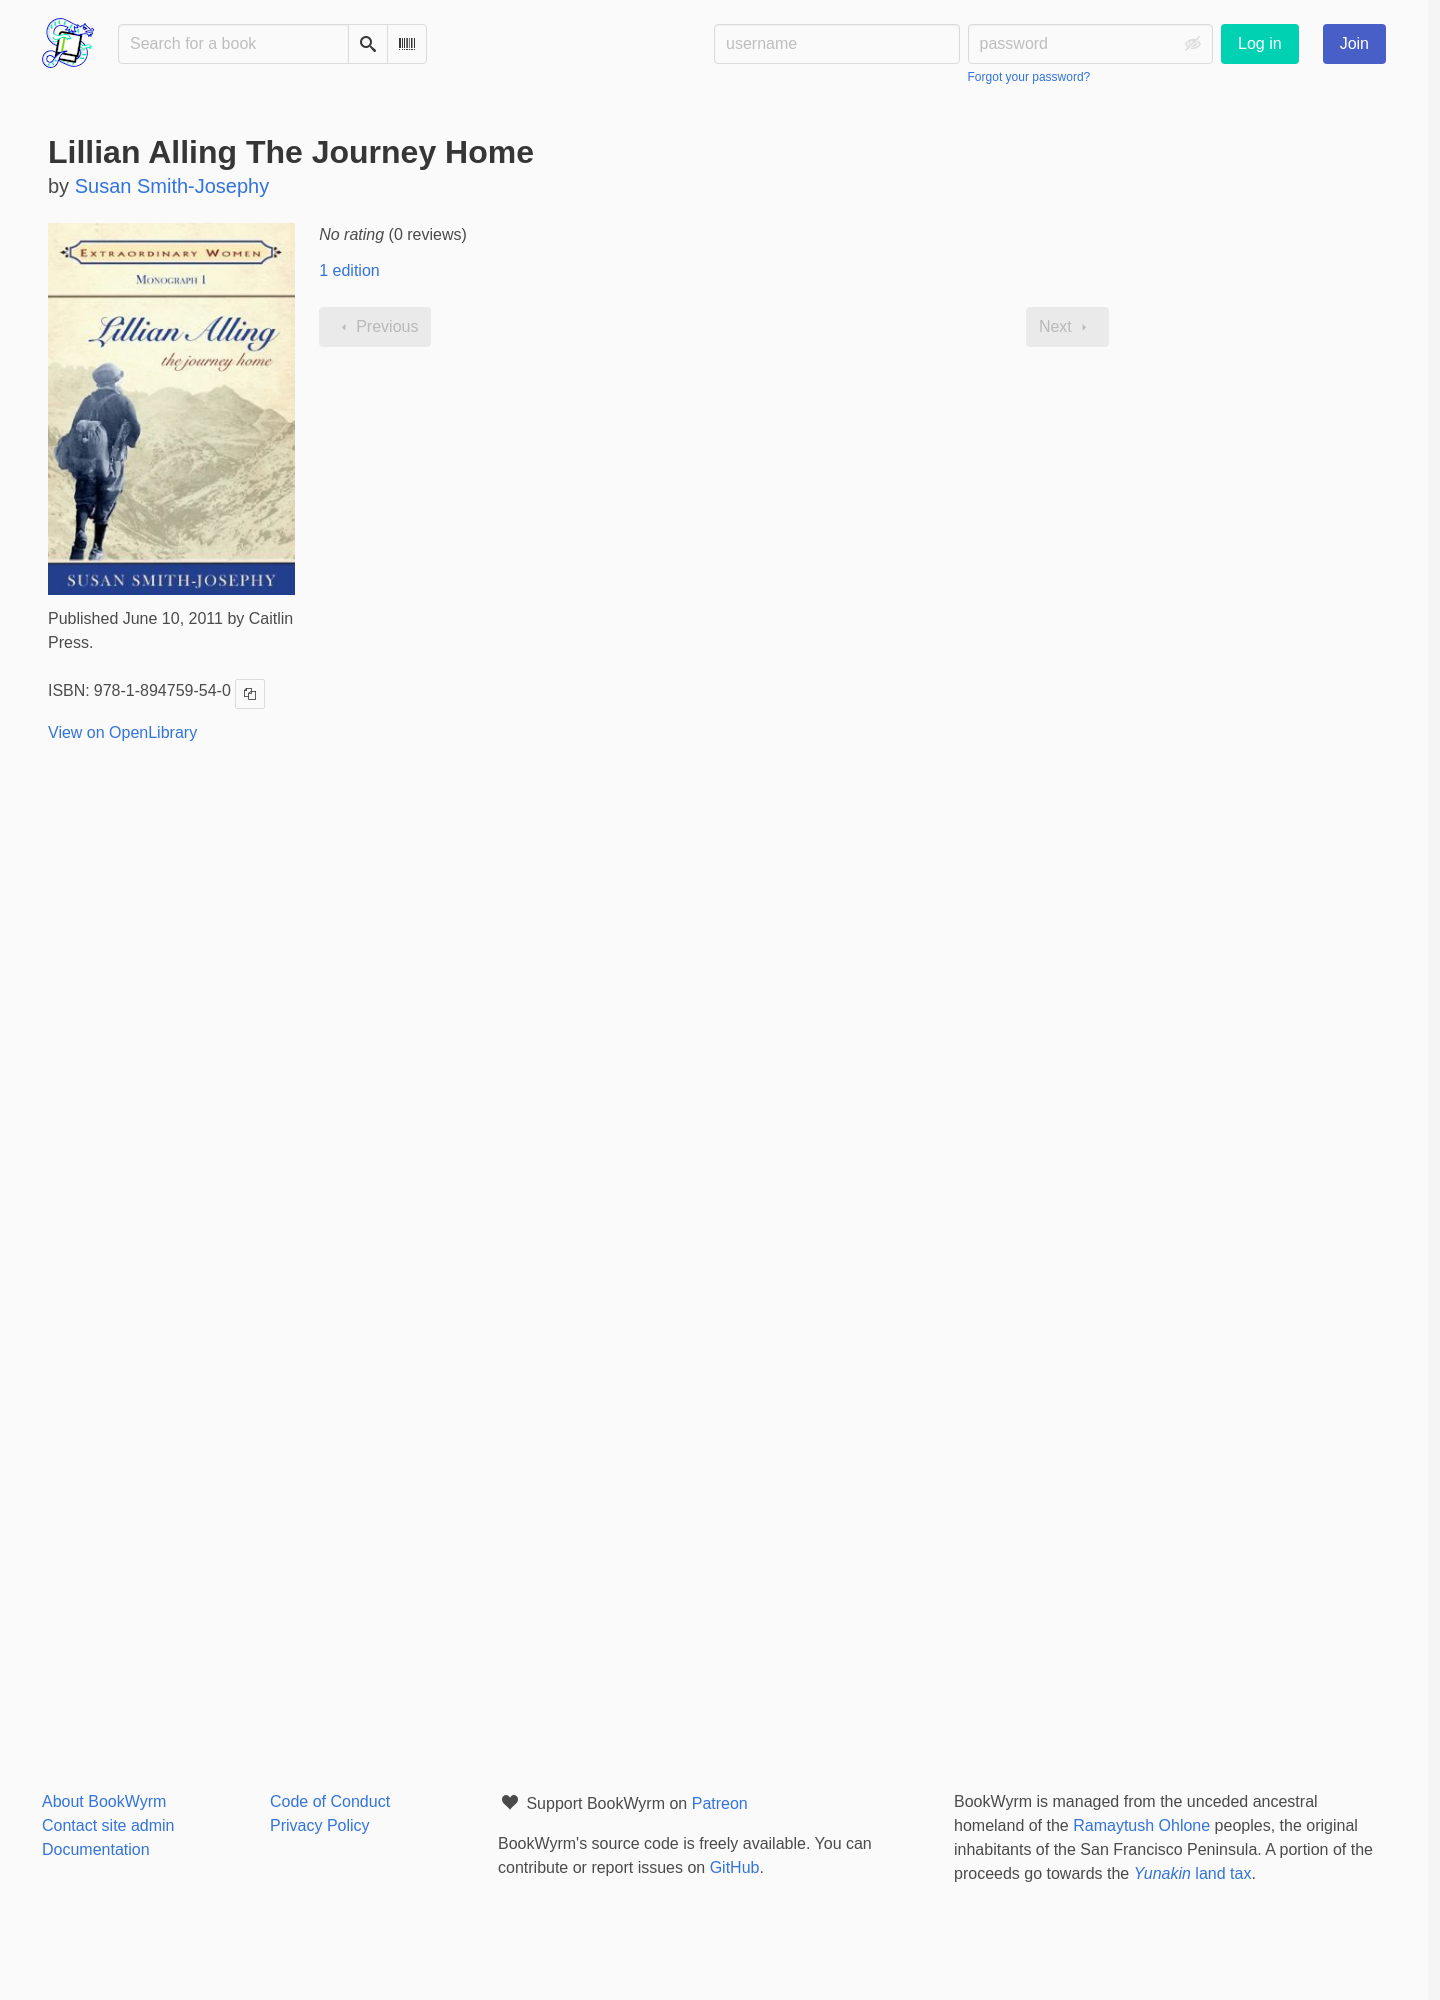 Search for a book
username
password
Log in
Join
Forgot your password?
Lillian Alling The Journey Home
by Susan Smith-Josephy
EXTRAORDINARY WOMEN
MONOGRAPH 1
Lillian Alling
the journey home
SUSAN SMITH-JOSEPHY
No rating (0 reviews)
1 edition
Previous
Next
Published June 10, 2011 by Caitlin
Press.
ISBN: 978-1-894759-54-0
View on OpenLibrary
About BookWyrm
Contact site admin
Documentation
Code of Conduct
Privacy Policy
Support BookWyrm on Patreon
BookWyrm's source code is freely available. You can
contribute or report issues on GitHub.
BookWyrm is managed from the unceded ancestral
homeland of the Ramaytush Ohlone peoples, the original
inhabitants of the San Francisco Peninsula. A portion of the
proceeds go towards the Yunakin land tax.